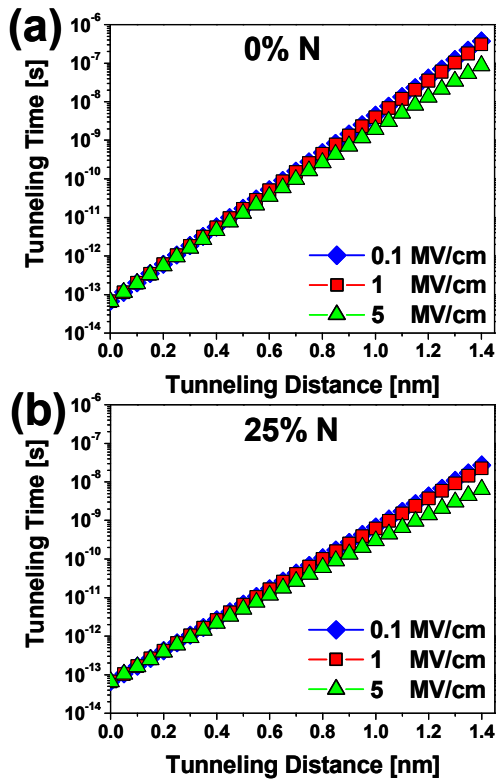 (a)
0% N
Tunneling Time [s]
10⁻⁶
10⁻⁷
10⁻⁸
10⁻⁹
10⁻¹⁰
10⁻¹¹
10⁻¹²
10⁻¹³
10⁻¹⁴
0.1 MV/cm
1 MV/cm
5 MV/cm
0.0 0.2 0.4 0.6 0.8 1.0 1.2 1.4
Tunneling Distance [nm]
(b)
25% N
Tunneling Time [s]
10⁻⁶
10⁻⁷
10⁻⁸
10⁻⁹
10⁻¹⁰
10⁻¹¹
10⁻¹²
10⁻¹³
10⁻¹⁴
0.1 MV/cm
1 MV/cm
5 MV/cm
0.0 0.2 0.4 0.6 0.8 1.0 1.2 1.4
Tunneling Distance [nm]